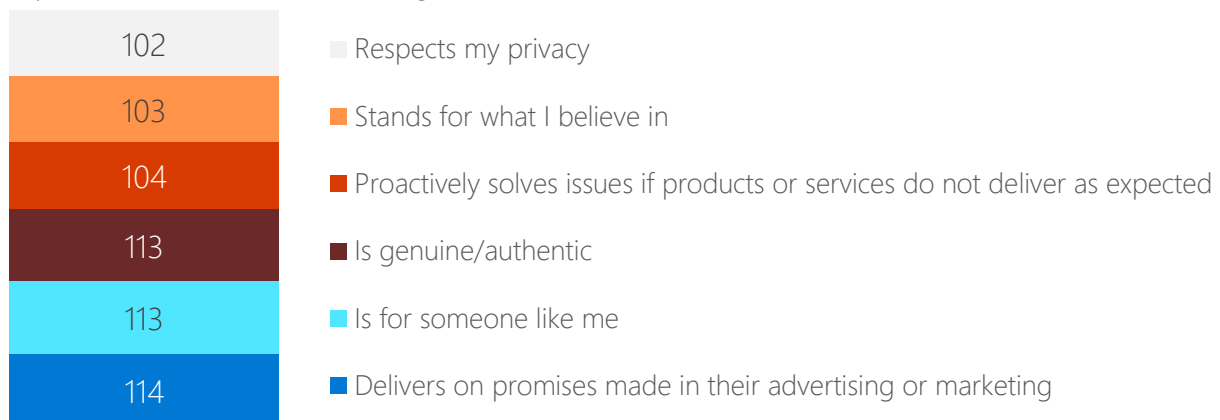 102 Respects my privacy
103 Stands for what I believe in
104 Proactively solves issues if products or services do not deliver as expected
113 Is genuine/authentic
113 Is for someone like me
114 Delivers on promises made in their advertising or marketing